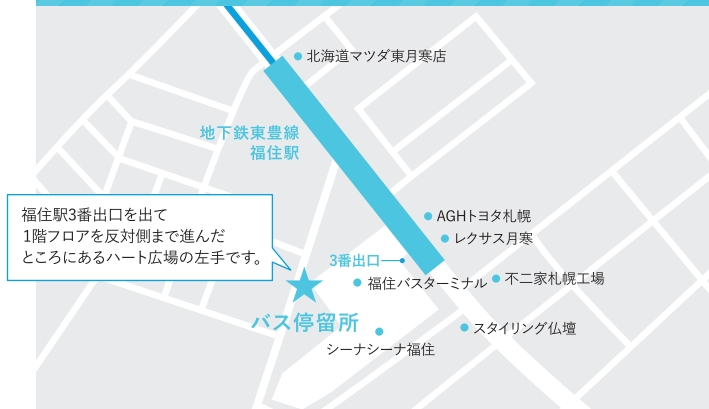 北海道マツダ東月寒店
地下鉄東豊線
福住駅
福住駅3番出口を出て
1階フロアを反対側まで進んだ
ところにあるハート広場の左手です。
AGHトヨタ札幌
レクサス月寒
3番出口
福住バスターミナル
不二家札幌工場
バス停留所
スタイリング仏壇
シーナシーナ福住